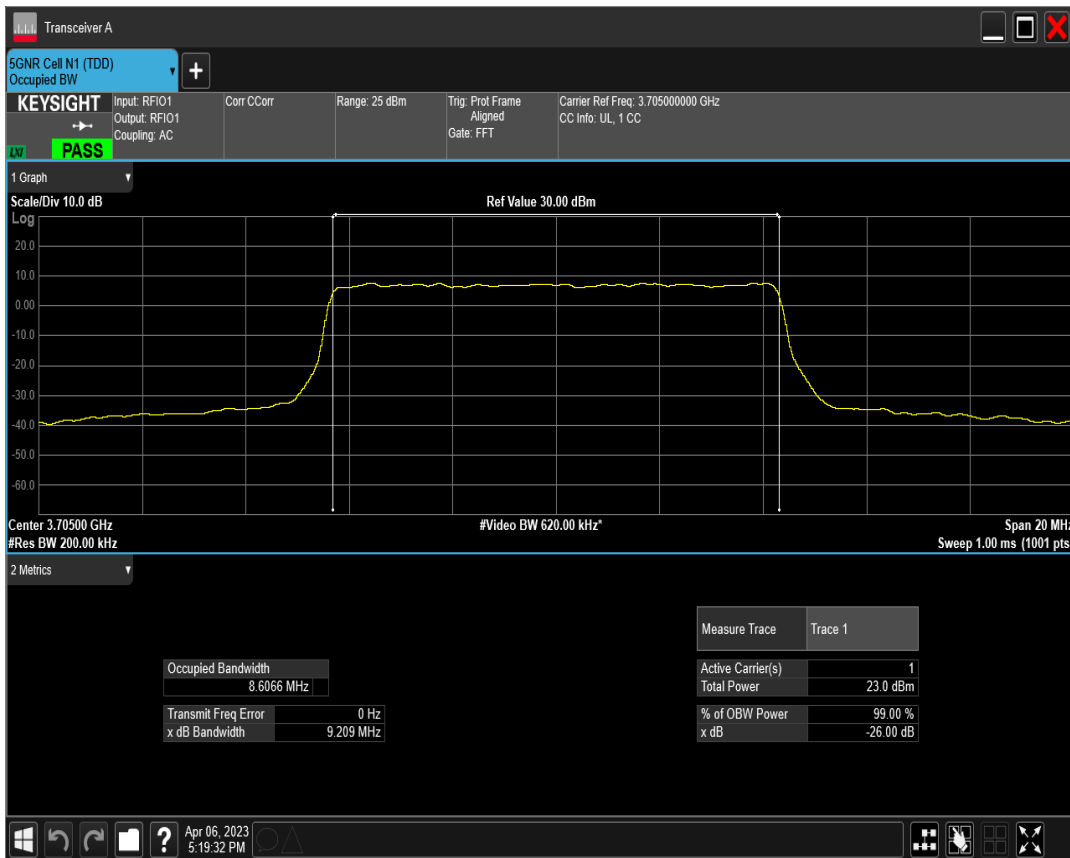 Transceiver A
5GNR Cell N1 (TDD)
Occupied BW
+
KEYSIGHT
LXI
PASS
Input: RFIO1
Output: RFIO1
Coupling: AC
Corr CCorr
Range: 25 dBm
Trig: Prot Frame
Aligned
Gate: FFT
Carrier Ref Freq: 3.705000000 GHz
CC Info: UL, 1 CC
1 Graph
Scale/Div 10.0 dB
Ref Value 30.00 dBm
Log
20.0
10.0
0.00
-10.0
-20.0
-30.0
-40.0
-50.0
-60.0
Center 3.70500 GHz
#Video BW 620.00 kHz*
Span 20 MHz
#Res BW 200.00 kHz
Sweep 1.00 ms (1001 pts
2 Metrics
Measure Trace Trace 1
Occupied Bandwidth
8.6066 MHz
Active Carrier(s) 1
Total Power 23.0 dBm
Transmit Freq Error 0 Hz
x dB Bandwidth 9.209 MHz
% of OBW Power 99.00 %
x dB -26.00 dB
?
Apr 06, 2023
5:19:32 PM